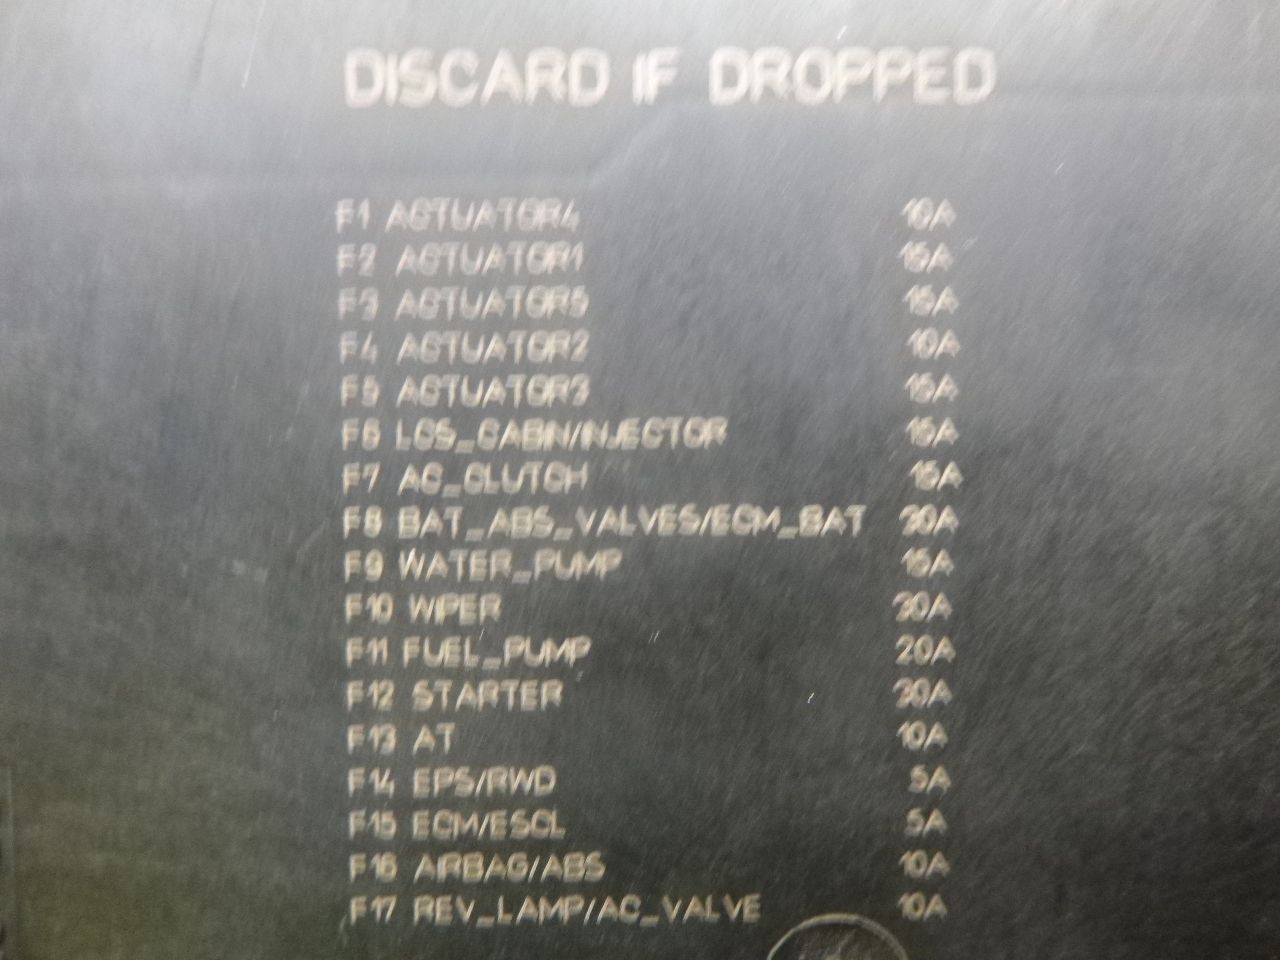 DISCARD IF DROPPED
F1 ACTUATOR4 10A
F2 ACTUATOR1 15A
F3 ACTUATOR5 15A
F4 ACTUATOR2 10A
F5 ACTUATOR3 15A
F6 LCS_CABIN/INJECTOR 15A
F7 AC_CLUTCH 15A
F8 BAT_ABS_VALVES/ECM_BAT 30A
F9 WATER_PUMP 15A
F10 WIPER 30A
F11 FUEL_PUMP 20A
F12 STARTER 30A
F13 AT 10A
F14 EPS/RWD 5A
F15 ECM/ESCL 5A
F16 AIRBAG/ABS 10A
F17 REV_LAMP/AC_VALVE 10A